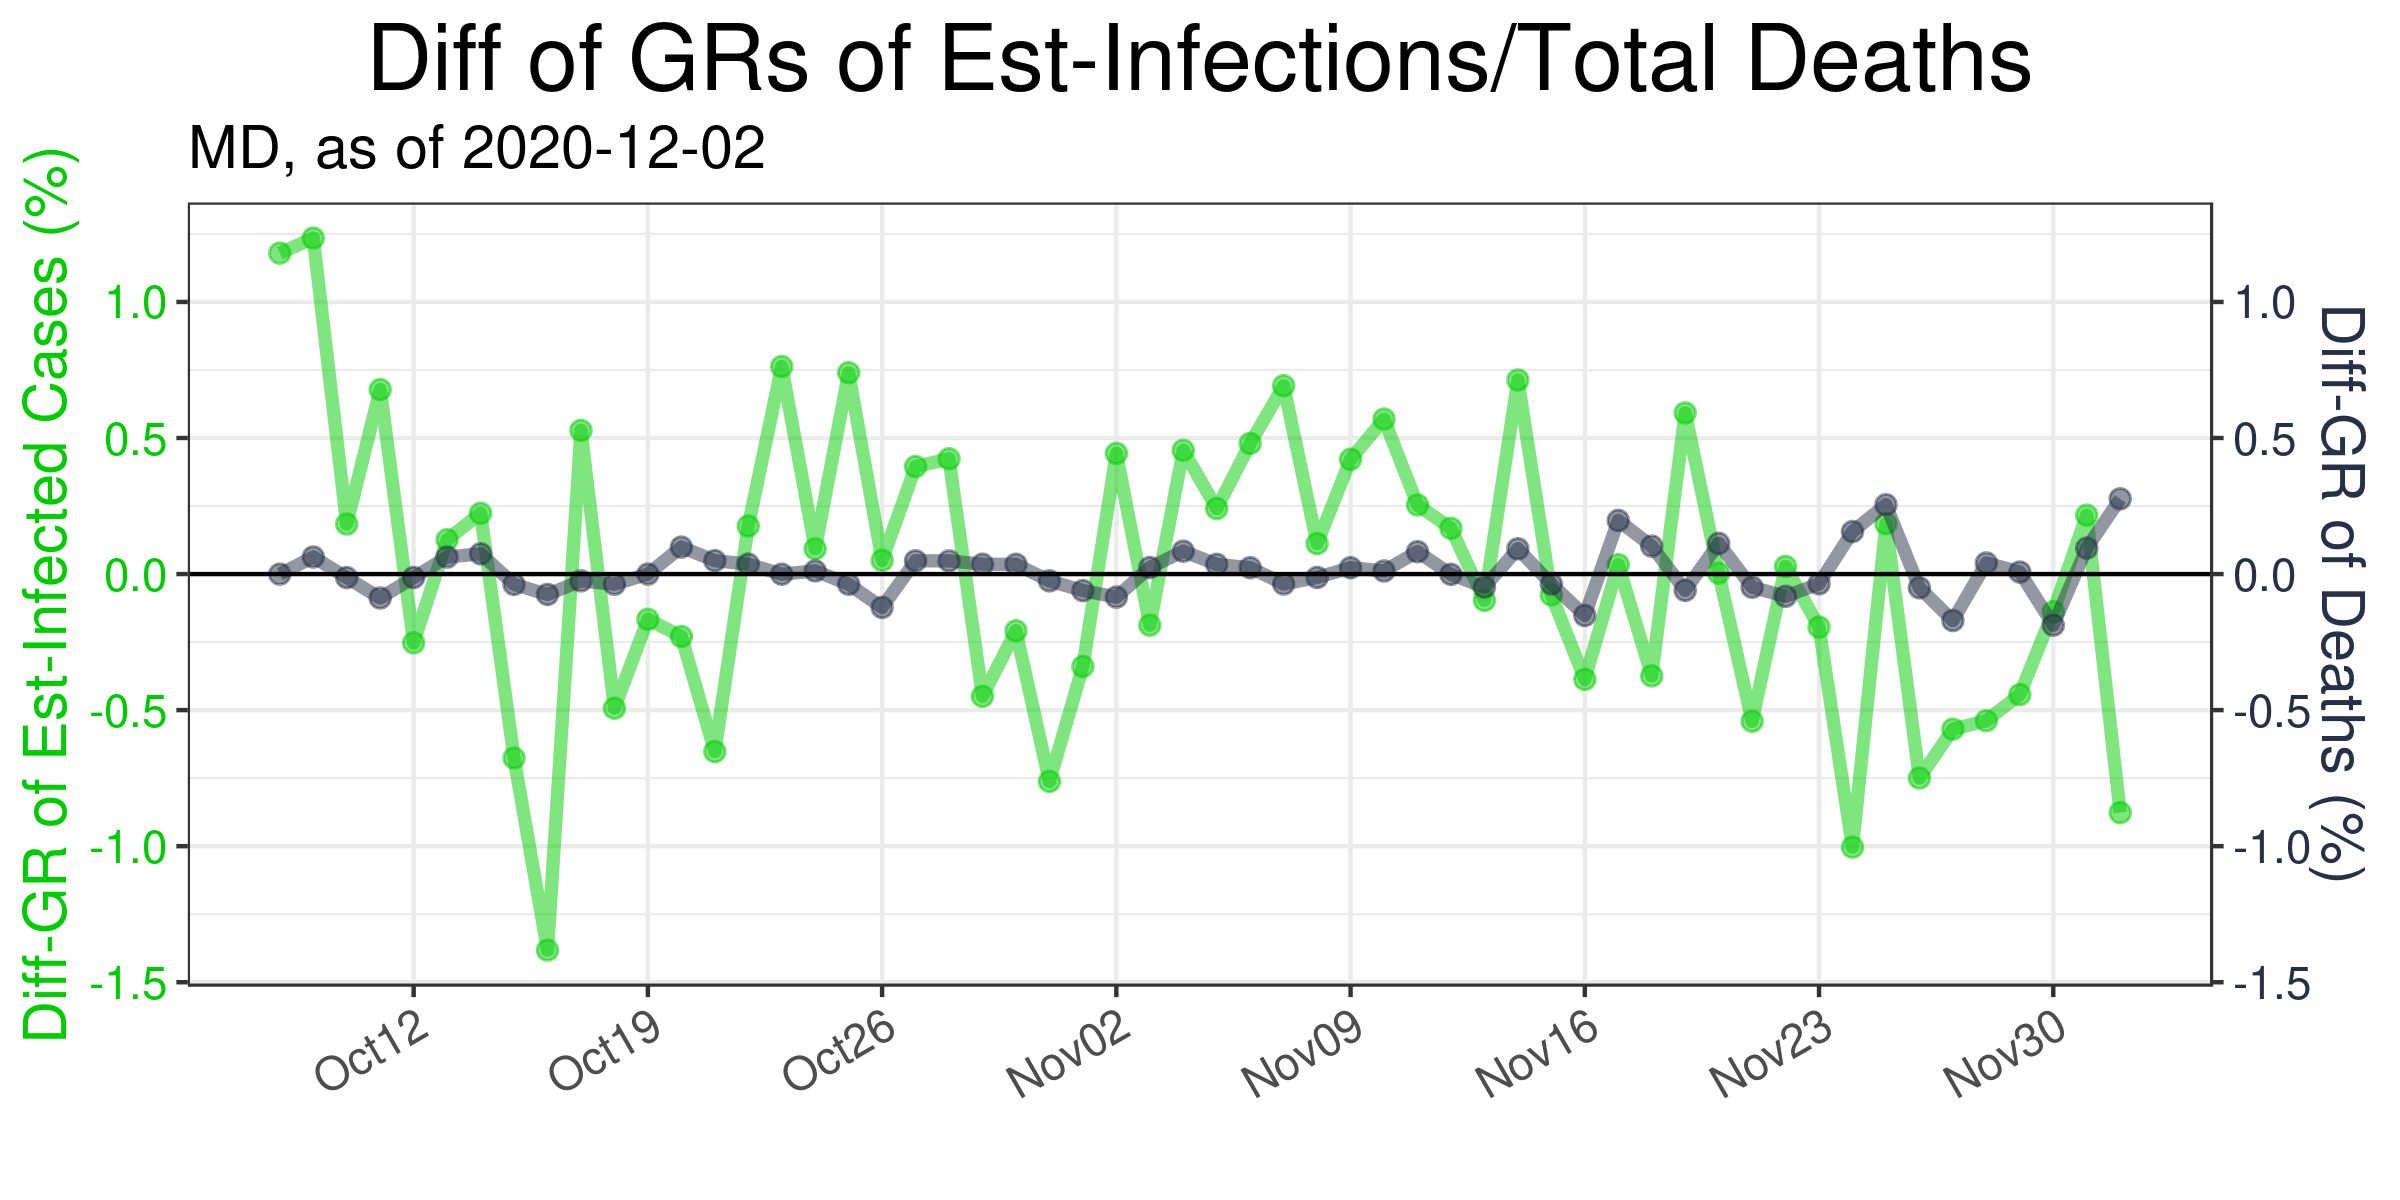 Diff of GRs of Est-Infections/Total Deaths
MD, as of 2020-12-02
Diff-GR of Est-Infected Cases (%)
1.0
0.5
0.0
-0.5
-1.0
-1.5
1.0
0.5
0.0
-0.5
-1.0
-1.5
Diff-GR of Deaths (%)
Oct12 Oct19 Oct26 Nov02 Nov09 Nov16 Nov23 Nov30